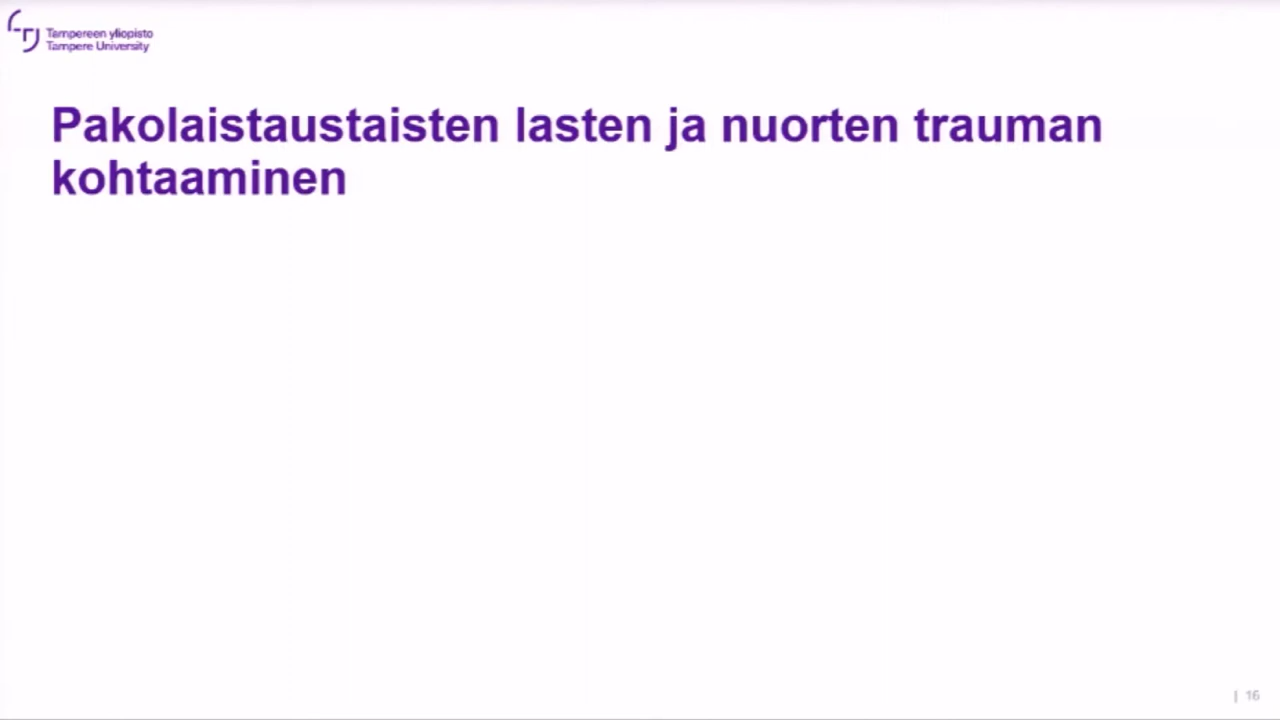 Tampereen yliopisto
Tampere University
Pakolaistaustaisten lasten ja nuorten trauman
kohtaaminen
| 16